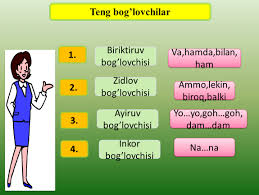 Teng bog'lovchilar
1.
Biriktiruv
bog'lovchisi
Va,hamda,bilan,
ham
2.
Zidlov
bog'lovchisi
Ammo,lekin,
biroq,balki
3.
Ayiruv
bog'lovchisi
Yo...yo,goh...goh,
dam...dam
4.
Inkor
bog'lovchisi
Na...na